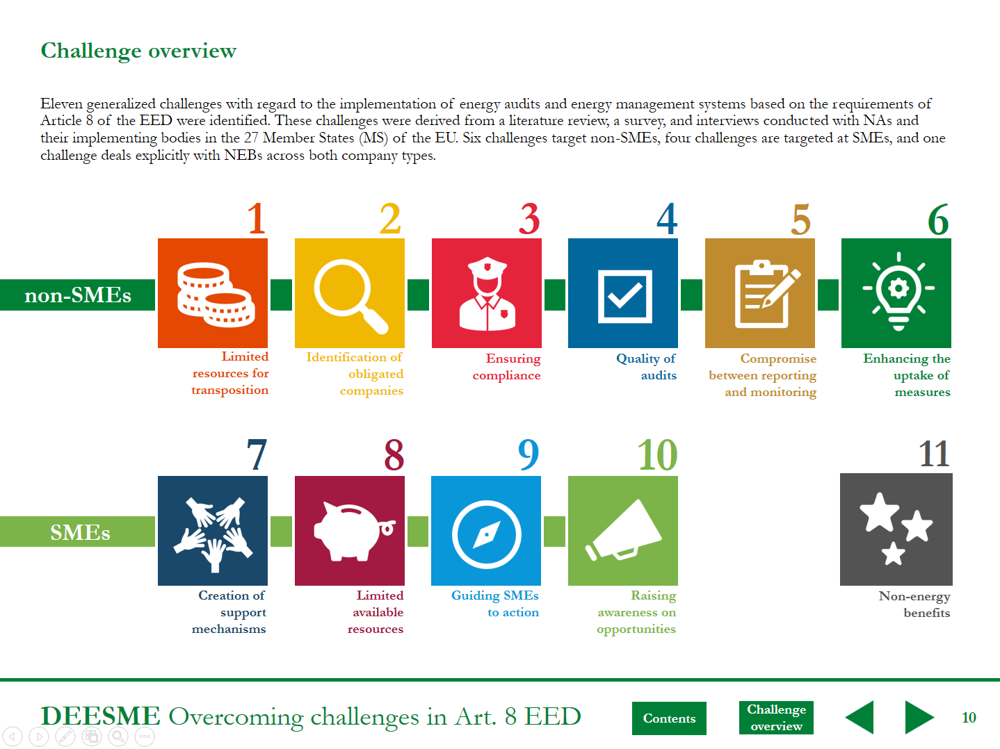 Challenge overview
Eleven generalized challenges with regard to the implementation of energy audits and energy management systems based on the requirements of
Article 8 of the EED were identified. These challenges were derived from a literature review, a survey, and interviews conducted with NAs and
their implementing bodies in the 27 Member States (MS) of the EU. Six challenges target non-SMEs, four challenges are targeted at SMEs, and one
challenge deals explicitly with NEBs across both company types.
non-SMEs
1
Limited
resources for
transposition
2
Identification of
obligated
companies
3
Ensuring
compliance
4
Quality of
audits
5
Compromise
between reporting
and monitoring
6
Enhancing the
uptake of
measures
SMEs
7
Creation of
support
mechanisms
8
Limited
available
resources
9
Guiding SMEs
to action
10
Raising
awareness on
opportunities
11
Non-energy
benefits
DEESME Overcoming challenges in Art. 8 EED
Contents
Challenge
overview
10